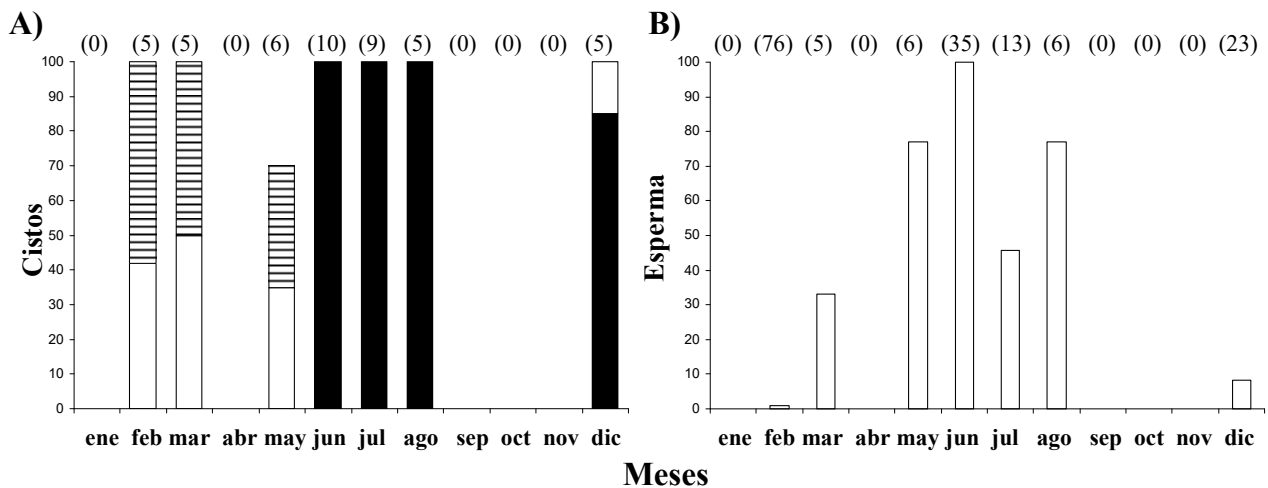 A)
(0) (5) (5) (0) (6) (10) (9) (5) (0) (0) (0) (5)
100
90
80
70
60
50
40
30
20
10
0
Cistos
ene feb mar abr may jun jul ago sep oct nov dic
B)
(0) (76) (5) (0) (6) (35) (13) (6) (0) (0) (0) (23)
100
90
80
70
60
50
40
30
20
10
0
Esperma
ene feb mar abr may jun jul ago sep oct nov dic
Meses